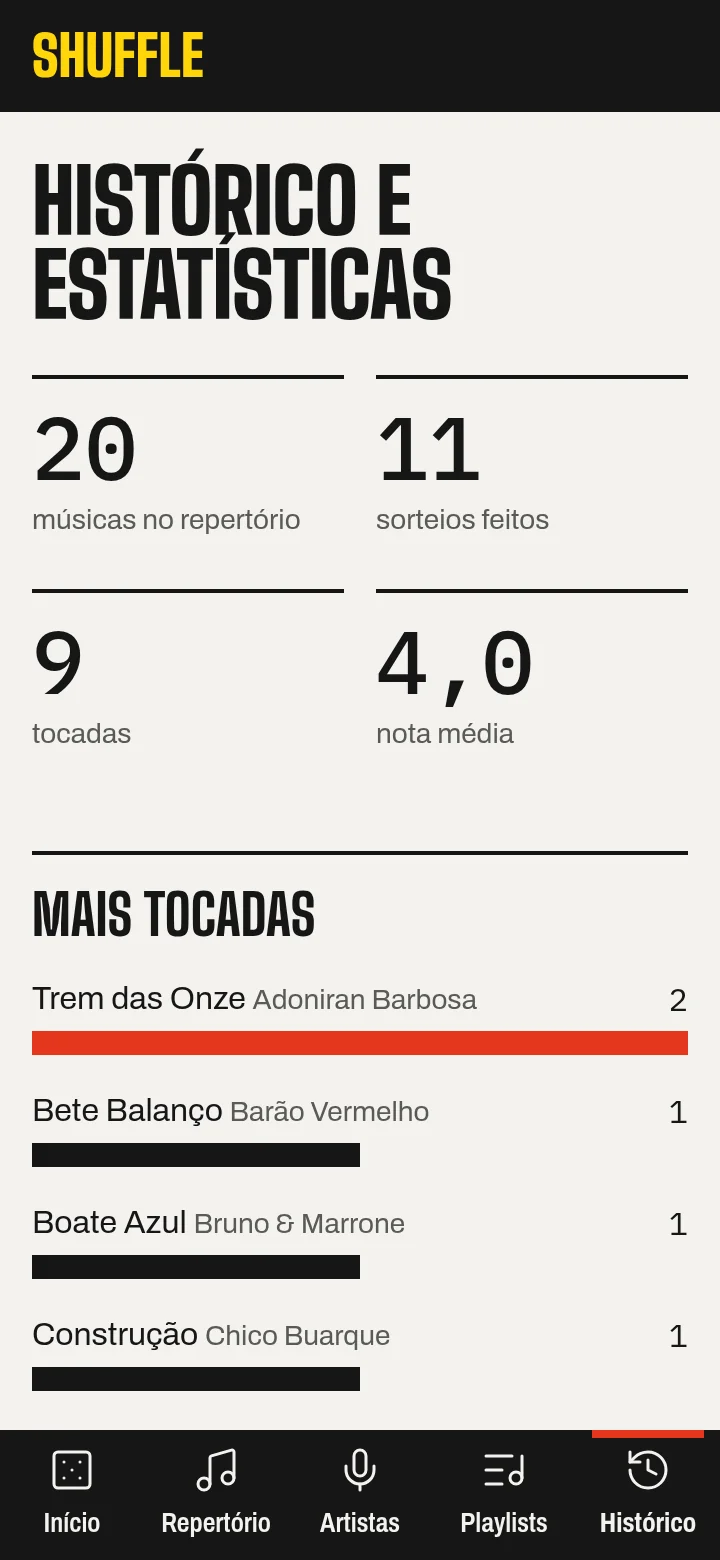 SHUFFLE
HISTÓRICO E
ESTATÍSTICAS
20
músicas no repertório
11
sorteios feitos
9
tocadas
4,0
nota média
MAIS TOCADAS
Trem das Onze Adoniran Barbosa 2
Bete Balanço Barão Vermelho 1
Boate Azul Bruno & Marrone 1
Construção Chico Buarque 1
Início Repertório Artistas Playlists Histórico